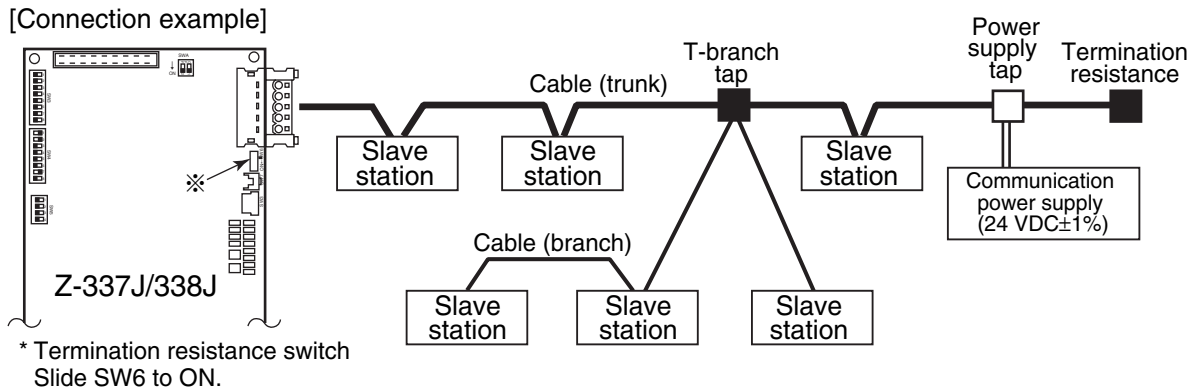 [Connection example]
SWA
ON
T-branch
tap
Power
supply
tap
Termination
resistance
Cable (trunk)
Slave
station
Slave
station
Slave
station
※
Communication
power supply
(24 VDC±1%)
Cable (branch)
Slave
station
Slave
station
Slave
station
Z-337J/338J
* Termination resistance switch
Slide SW6 to ON.